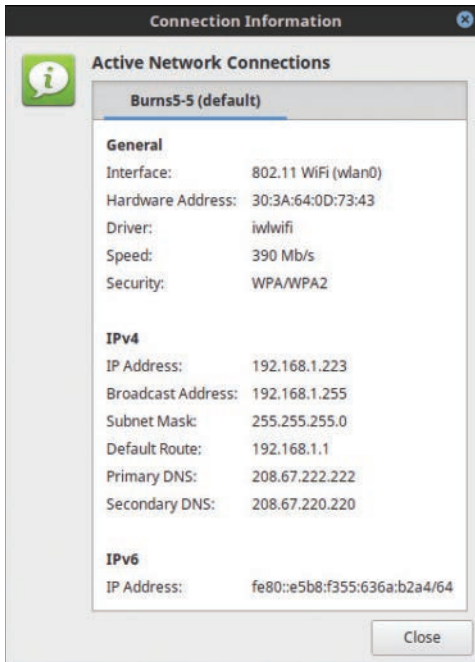 Connection Information
Active Network Connections
Burns5-5 (default)
General
Interface: 802.11 WiFi (wlan0)
Hardware Address: 30:3A:64:0D:73:43
Driver: iwlwifi
Speed: 390 Mb/s
Security: WPA/WPA2
IPv4
IP Address: 192.168.1.223
Broadcast Address: 192.168.1.255
Subnet Mask: 255.255.255.0
Default Route: 192.168.1.1
Primary DNS: 208.67.222.222
Secondary DNS: 208.67.220.220
IPv6
IP Address: fe80::e5b8:f355:636a:b2a4/64
Close